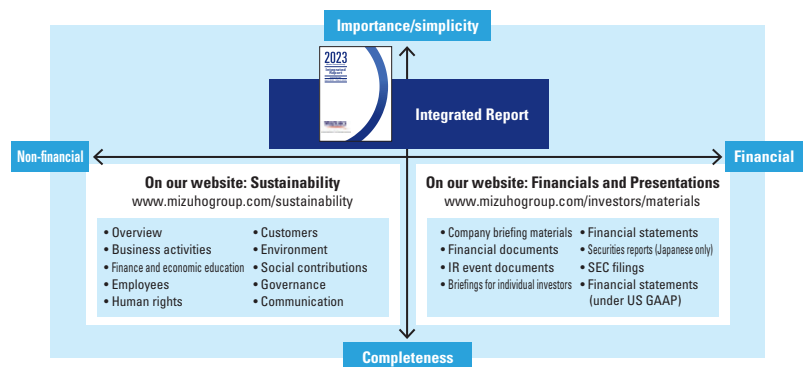 Importance/simplicity
2023
Integrated
Report
Integrated Report
Non-financial
Financial
On our website: Sustainability
www.mizuhogroup.com/sustainability
• Overview
• Business activities
• Finance and economic education
• Employees
• Human rights
• Customers
• Environment
• Social contributions
• Governance
• Communication
On our website: Financials and Presentations
www.mizuhogroup.com/investors/materials
• Company briefing materials
• Financial documents
• IR event documents
• Briefings for individual investors
• Financial statements
• Securities reports (Japanese only)
• SEC filings
• Financial statements
(under US GAAP)
Completeness